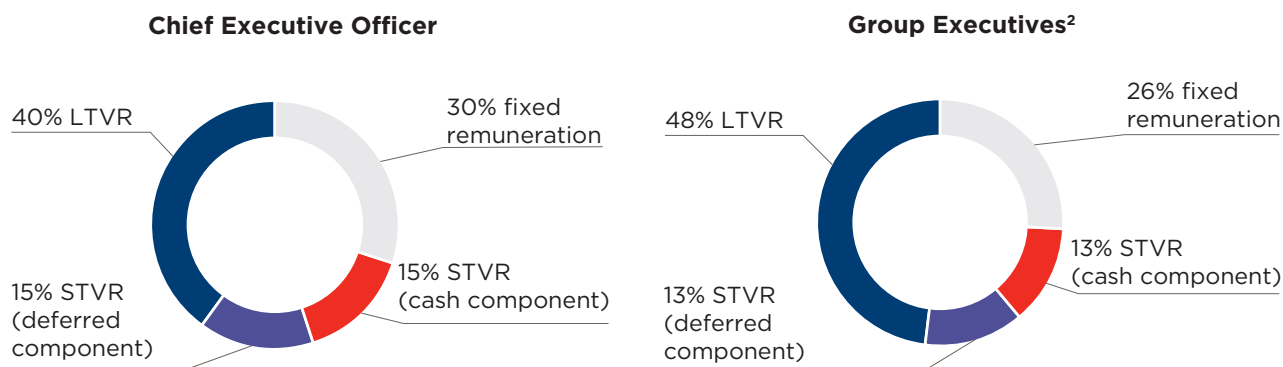 Chief Executive Officer
40% LTVR
30% fixed
remuneration
15% STVR
(cash component)
15% STVR
(deferred
component)
Group Executives²
48% LTVR
26% fixed
remuneration
13% STVR
(cash component)
13% STVR
(deferred
component)